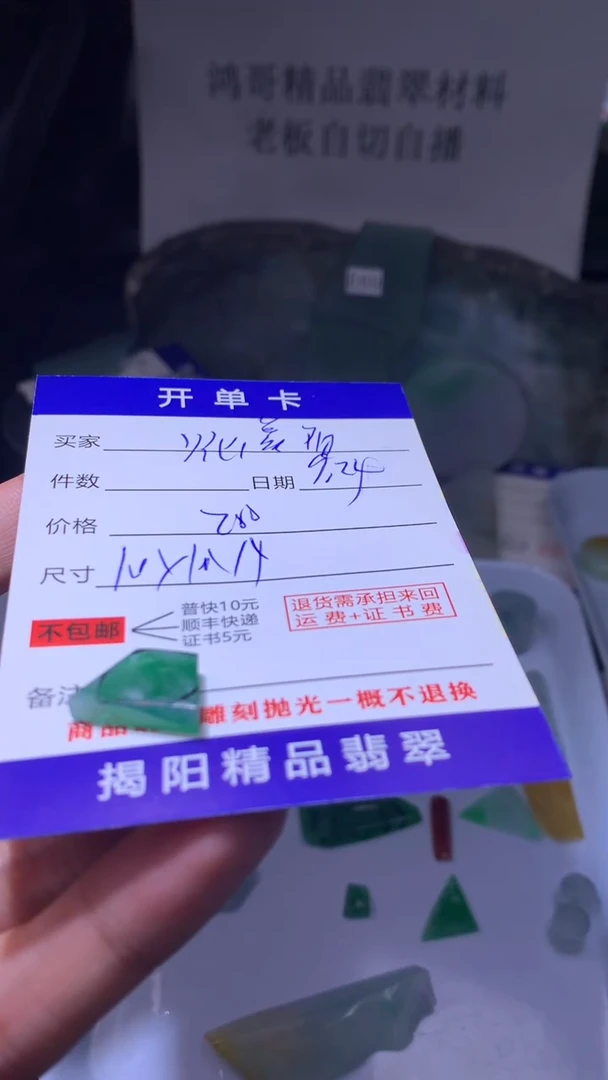 鸿哥精品翡翠材料
老板自切自播
开单卡
买家
件数
日期 9.24
价格 280
尺寸
不包邮
普快10元
顺丰快递
证书5元
退货需承担来回
运费+证书费
备注
商品 雕刻抛光一概不退换
揭阳精品翡翠